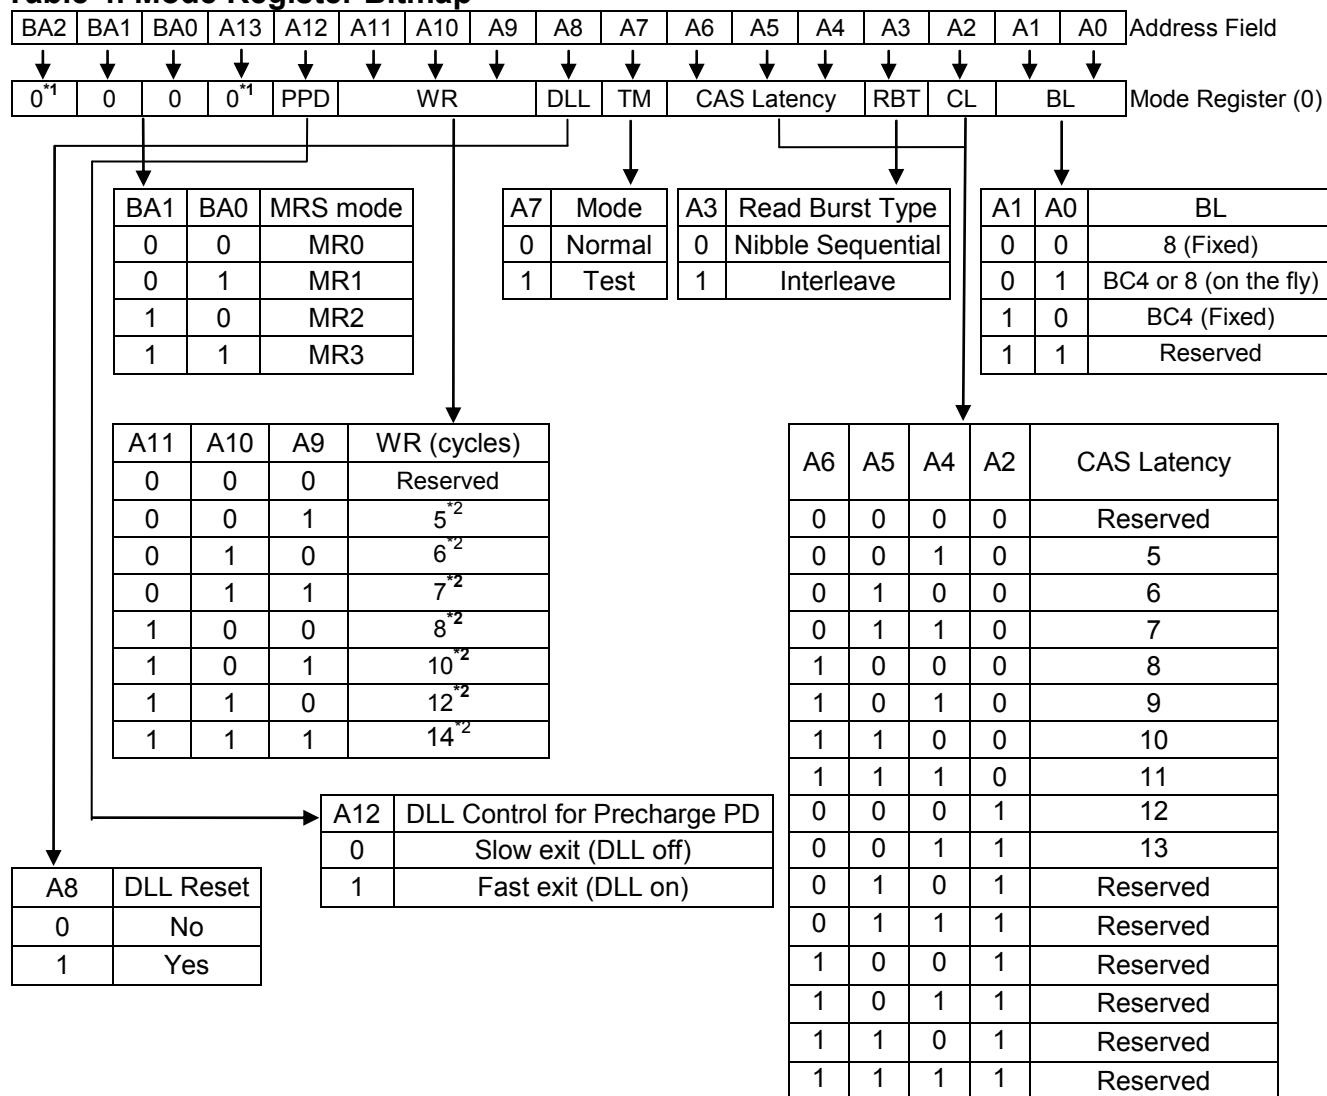 Table 4. Mode Register Bitmap
BA2 BA1 BA0 A13 A12 A11 A10 A9 A8 A7 A6 A5 A4 A3 A2 A1 A0 Address Field
0*1 0 0 0*1 PPD WR DLL TM CAS Latency RBT CL BL Mode Register (0)
BA1 BA0 MRS mode
0 0 MR0
0 1 MR1
1 0 MR2
1 1 MR3
A7 Mode
0 Normal
1 Test
A3 Read Burst Type
0 Nibble Sequential
1 Interleave
A1 A0 BL
0 0 8 (Fixed)
0 1 BC4 or 8 (on the fly)
1 0 BC4 (Fixed)
1 1 Reserved
A11 A10 A9 WR (cycles)
0 0 0 Reserved
0 0 1 5*2
0 1 0 6*2
0 1 1 7*2
1 0 0 8*2
1 0 1 10*2
1 1 0 12*2
1 1 1 14*2
A6 A5 A4 A2 CAS Latency
0 0 0 0 Reserved
0 0 1 0 5
0 1 0 0 6
0 1 1 0 7
1 0 0 0 8
1 0 1 0 9
1 1 0 0 10
1 1 1 0 11
0 0 0 1 12
0 0 1 1 13
0 1 0 1 Reserved
0 1 1 1 Reserved
1 0 0 1 Reserved
1 0 1 1 Reserved
1 1 0 1 Reserved
1 1 1 1 Reserved
A12 DLL Control for Precharge PD
0 Slow exit (DLL off)
1 Fast exit (DLL on)
A8 DLL Reset
0 No
1 Yes